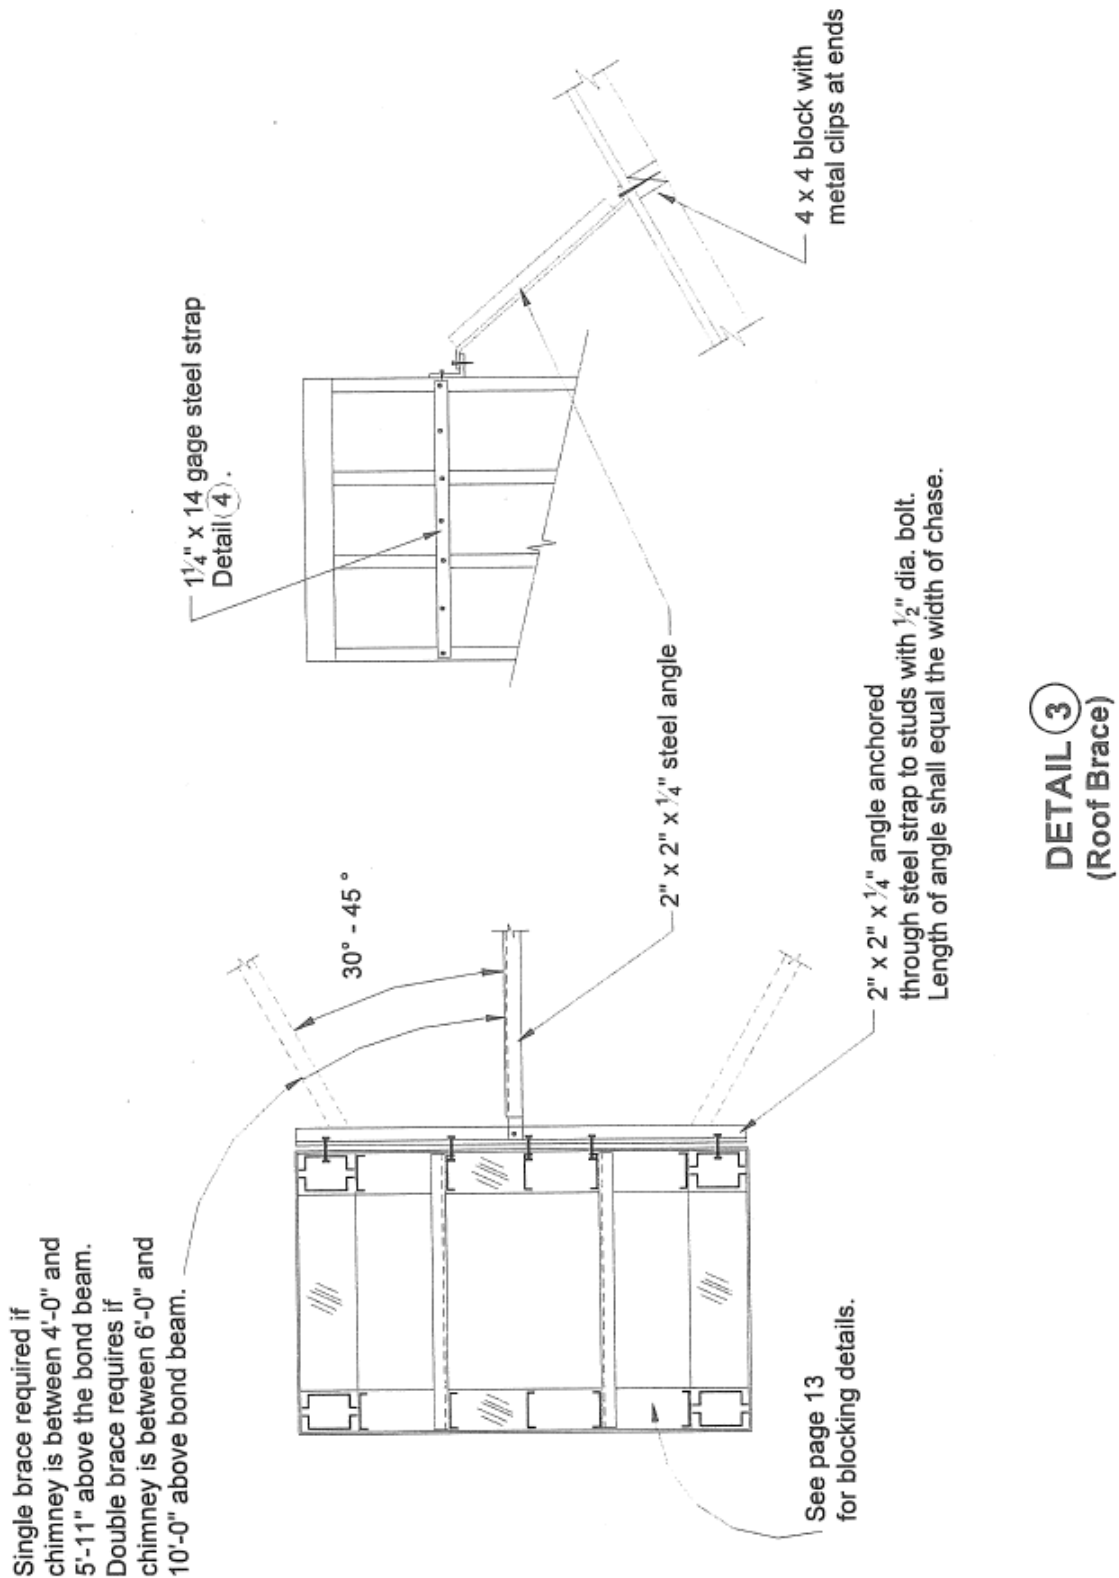 Single brace required if
chimney is between 4'-0" and
5'-11" above the bond beam.
Double brace requires if
chimney is between 6'-0" and
10'-0" above bond beam.
30° - 45 °
1¼" x 14 gage steel strap
Detail 4 .
See page 13
for blocking details.
2" x 2" x ¼" steel angle
4 x 4 block with
metal clips at ends
2" x 2" x ¼" angle anchored
through steel strap to studs with ½" dia. bolt.
Length of angle shall equal the width of chase.
DETAIL 3
(Roof Brace)